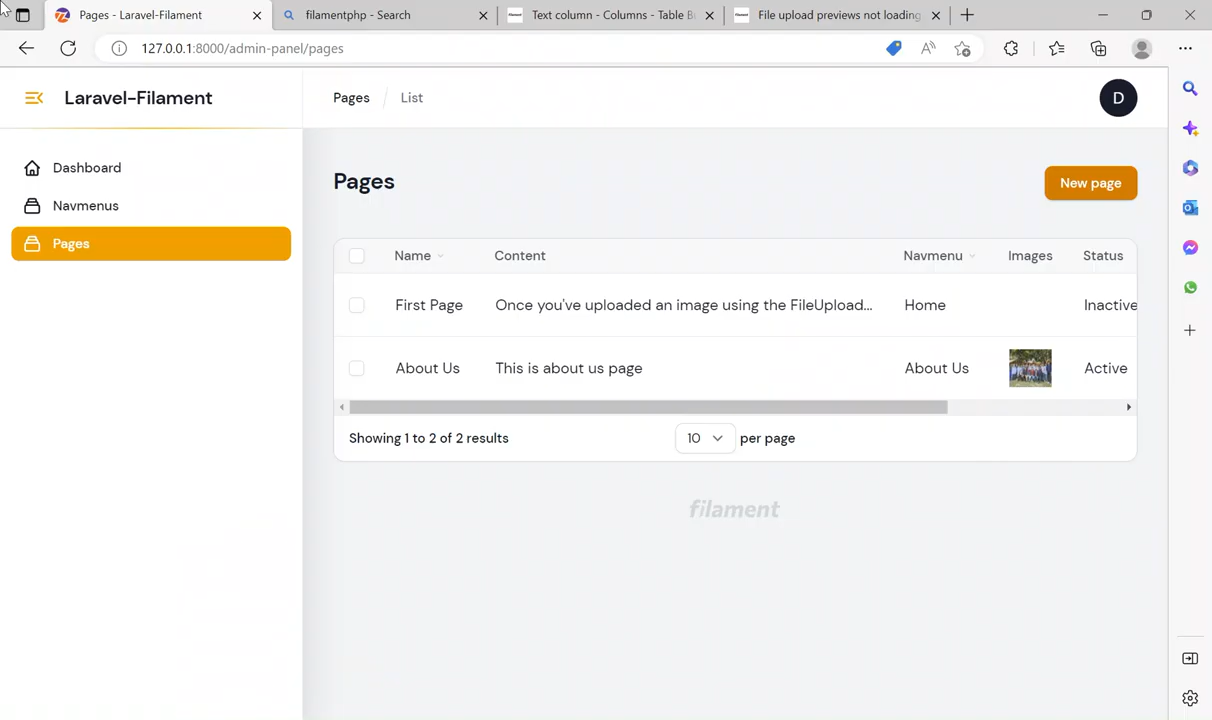 Pages - Laravel-Filament
filamentphp - Search
Text column - Columns - Table B
File upload previews not loading
127.0.0.1:8000/admin-panel/pages
Laravel-Filament
Pages
List
D
Dashboard
Navmenus
Pages
Pages
New page
Name
Content
Navmenu
Images
Status
First Page
Once you've uploaded an image using the FileUpload...
Home
Inactive
About Us
This is about us page
About Us
Active
Showing 1 to 2 of 2 results
10
per page
filament